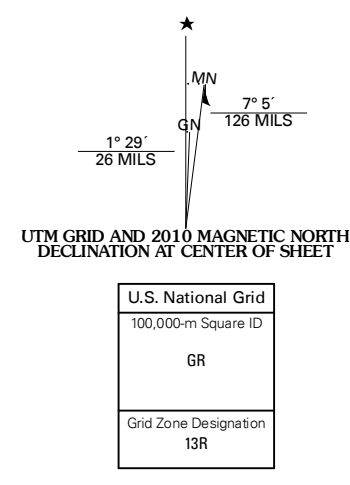 MN
7° 5´
126 MILS
GN
1° 29´
26 MILS
UTM GRID AND 2010 MAGNETIC NORTH
DECLINATION AT CENTER OF SHEET
U.S. National Grid
100,000-m Square ID
GR
Grid Zone Designation
13R